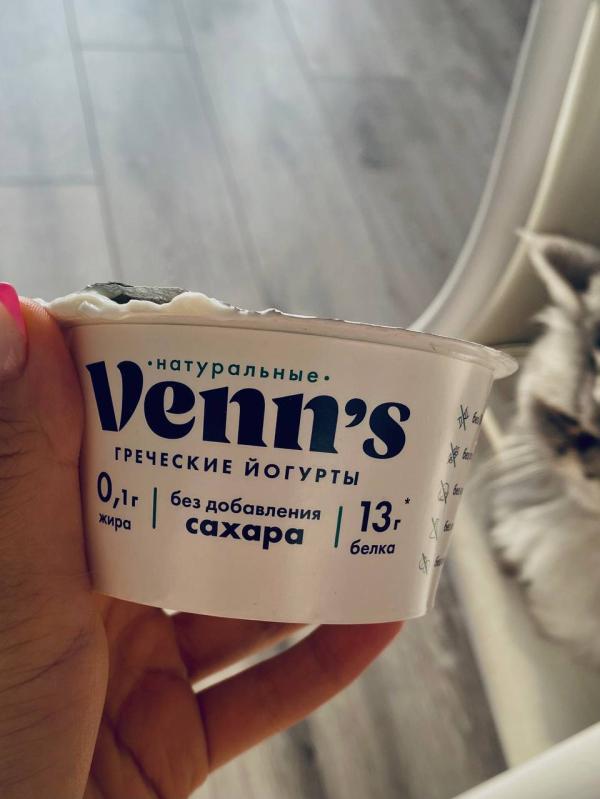 •натуральные•
Venn's
ГРЕЧЕСКИЕ ЙОГУРТЫ
0,1г жира
без добавления
сахара
13г*
белка